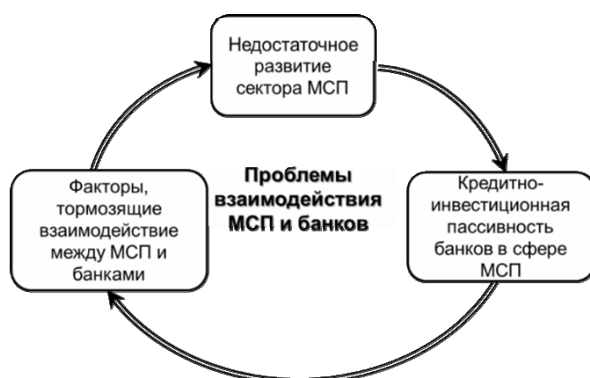 Недостаточное
развитие
сектора МСП
Проблемы
взаимодействия
МСП и банков
Факторы,
тормозящие
взаимодействие
между МСП и
банками
Кредитно-
инвестиционная
пассивность
банков в сфере
МСП